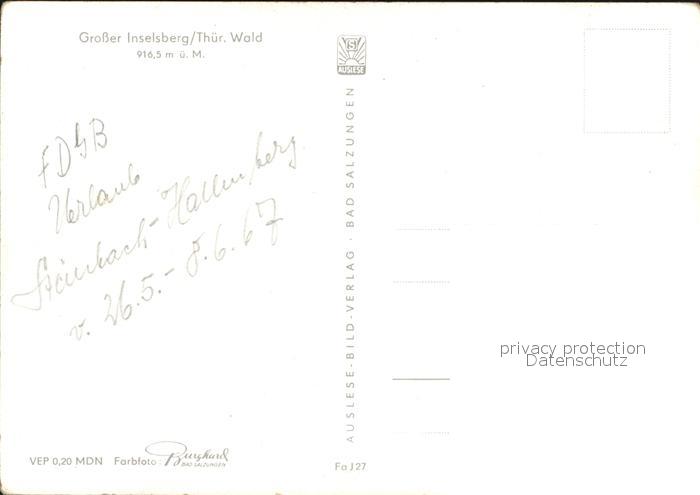 Großer Inselsberg/Thür. Wald
916,5 m ü. M.
AUSLESE
FDGB
Urlaub
Steinbach-Hallenberg
v. 26.5.- 8.6.67
AUSLESE-BILD-VERLAG · BAD SALZUNGEN
privacy protection
Datenschutz
VEP 0,20 MDN Farbfoto: Burghard
BAD SALZUNGEN
Fa J 27